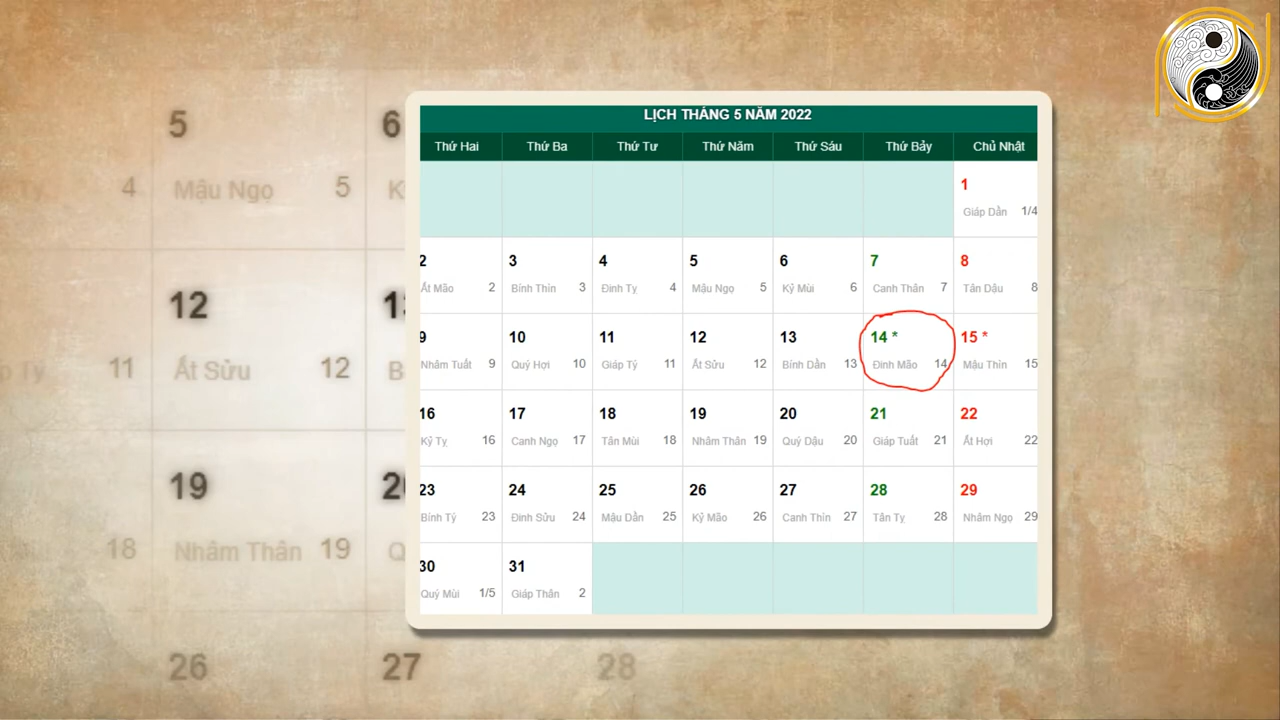 LỊCH THÁNG 5 NĂM 2022
Thứ Hai Thứ Ba Thứ Tư Thứ Năm Thứ Sáu Thứ Bảy Chủ Nhật
1
Giáp Dần 1/4
2 3 4 5 6 7 8
Ất Mão 2 Bính Thìn 3 Đinh Tỵ 4 Mậu Ngọ 5 Kỷ Mùi 6 Canh Thân 7 Tân Dậu 8
9 10 11 12 13 14 * 15 *
Nhâm Tuất 9 Quý Hợi 10 Giáp Tý 11 Ất Sửu 12 Bính Dần 13 Đinh Mão 14 Mậu Thìn 15
16 17 18 19 20 21 22
Kỷ Tỵ 16 Canh Ngọ 17 Tân Mùi 18 Nhâm Thân 19 Quý Dậu 20 Giáp Tuất 21 Ất Hợi 22
23 24 25 26 27 28 29
Bính Tý 23 Đinh Sửu 24 Mậu Dần 25 Kỷ Mão 26 Canh Thìn 27 Tân Tỵ 28 Nhâm Ngọ 29
30 31
Quý Mùi 1/5 Giáp Thân 2
5 6
4 Mậu Ngọ 5
12
11 Ất Sửu 12
19
18 Nhâm Thân 19
26 27 28